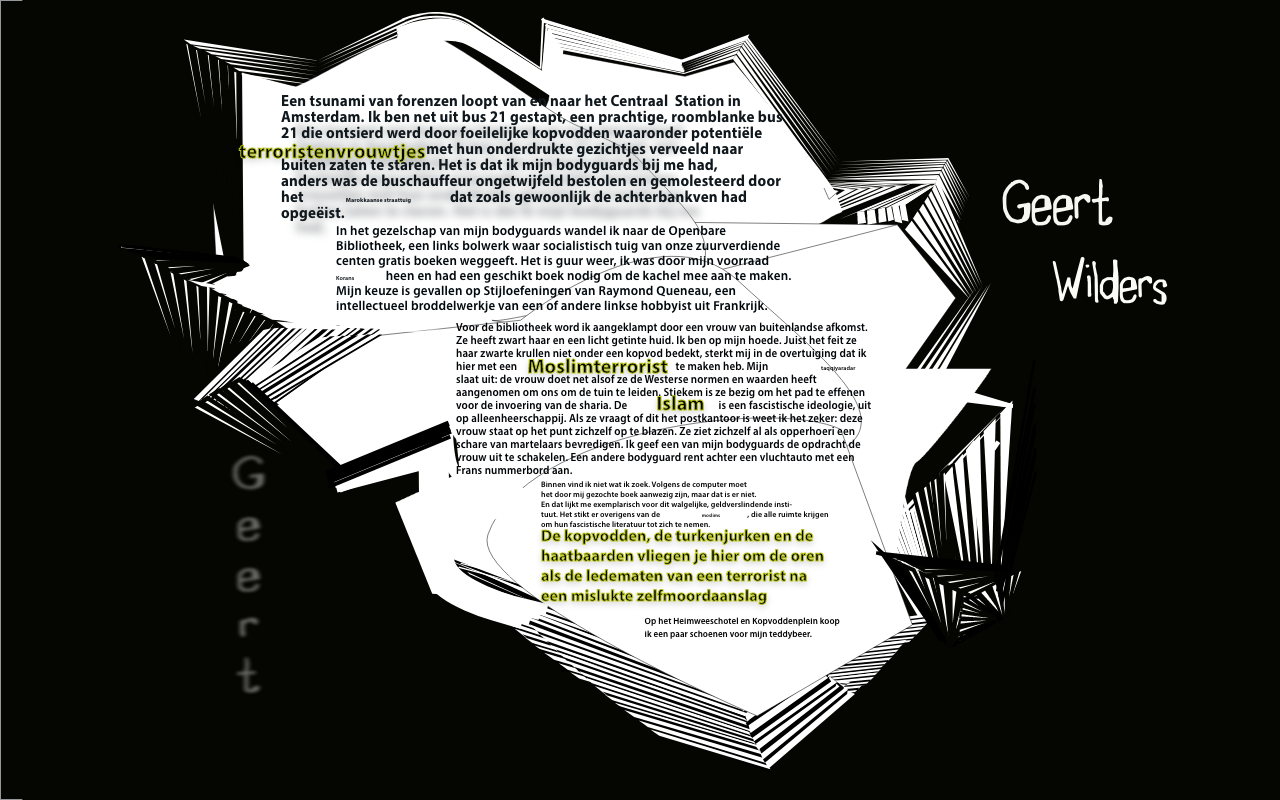 Een tsunami van forenzen loopt van en naar het Centraal Station in
Amsterdam. Ik ben net uit bus 21 gestapt, een prachtige, roomblanke bus
21 die ontsierd werd door foeilelijke kopvodden waaronder potentiële
terroristenvrouwtjes met hun onderdrukte gezichtjes verveeld naar
buiten zaten te staren. Het is dat ik mijn bodyguards bij me had,
anders was de buschauffeur ongetwijfeld bestolen en gemolesteerd door
het Marokkaanse straattuig dat zoals gewoonlijk de achterbankven had
opgeëist.
In het gezelschap van mijn bodyguards wandel ik naar de Openbare
Bibliotheek, een links bolwerk waar socialistisch tuig van onze zuurverdiende
centen gratis boeken weggeeft. Het is guur weer, ik was door mijn voorraad
Korans heen en had een geschikt boek nodig om de kachel mee aan te maken.
Mijn keuze is gevallen op Stijloefeningen van Raymond Queneau, een
intellectueel broddelwerkje van een of andere linkse hobbyist uit Frankrijk.
Voor de bibliotheek word ik aangeklampt door een vrouw van buitenlandse afkomst.
Ze heeft zwart haar en een licht getinte huid. Ik ben op mijn hoede. Juist het feit ze
haar zwarte krullen niet onder een kopvod bedekt, sterkt mij in de overtuiging dat ik
hier met een Moslimterrorist te maken heb. Mijn taqqiyaradar
slaat uit: de vrouw doet net alsof ze de Westerse normen en waarden heeft
aangenomen om ons om de tuin te leiden. Stiekem is ze bezig om het pad te effenen
voor de invoering van de sharia. De Islam is een fascistische ideologie, uit
op alleenheerschappij. Als ze vraagt of dit het postkantoor is weet ik het zeker: deze
vrouw staat op het punt zichzelf op te blazen. Ze ziet zichzelf al als opperhoeri een
schare van martelaars bevredigen. Ik geef een van mijn bodyguards de opdracht de
vrouw uit te schakelen. Een andere bodyguard rent achter een vluchtauto met een
Frans nummerbord aan.
Binnen vind ik niet wat ik zoek. Volgens de computer moet
het door mij gezochte boek aanwezig zijn, maar dat is er niet.
En dat lijkt me exemplarisch voor dit walgelijke, geldverslindende insti-
tuut. Het stikt er overigens van de moslims , die alle ruimte krijgen
om hun fascistische literatuur tot zich te nemen.
De kopvodden, de turkenjurken en de
haatbaarden vliegen je hier om de oren
als de ledematen van een terrorist na
een mislukte zelfmoordaanslag
Op het Heimweeschotel en Kopvoddenplein koop
ik een paar schoenen voor mijn teddybeer.
Geert
Wilders
G
e
e
r
t